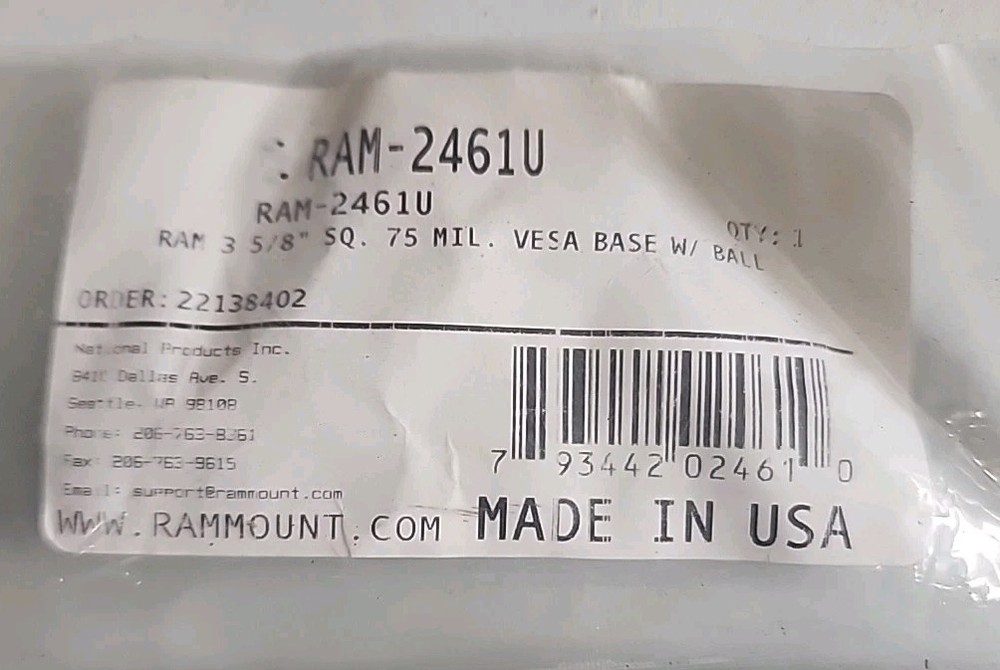 : RAM-2461U
RAM-2461U
QTY: 1
RAM 3 5/8" SQ. 75 MIL. VESA BASE W/ BALL
ORDER: 22138402
National Products Inc.
8410 Dallas Ave. S.
Seattle, WA 98108
Phone: 206-763-8361
Fax: 206-763-9615
Email: support@rammount.com
WWW.RAMMOUNT.COM
7 93442 02461 0
MADE IN USA